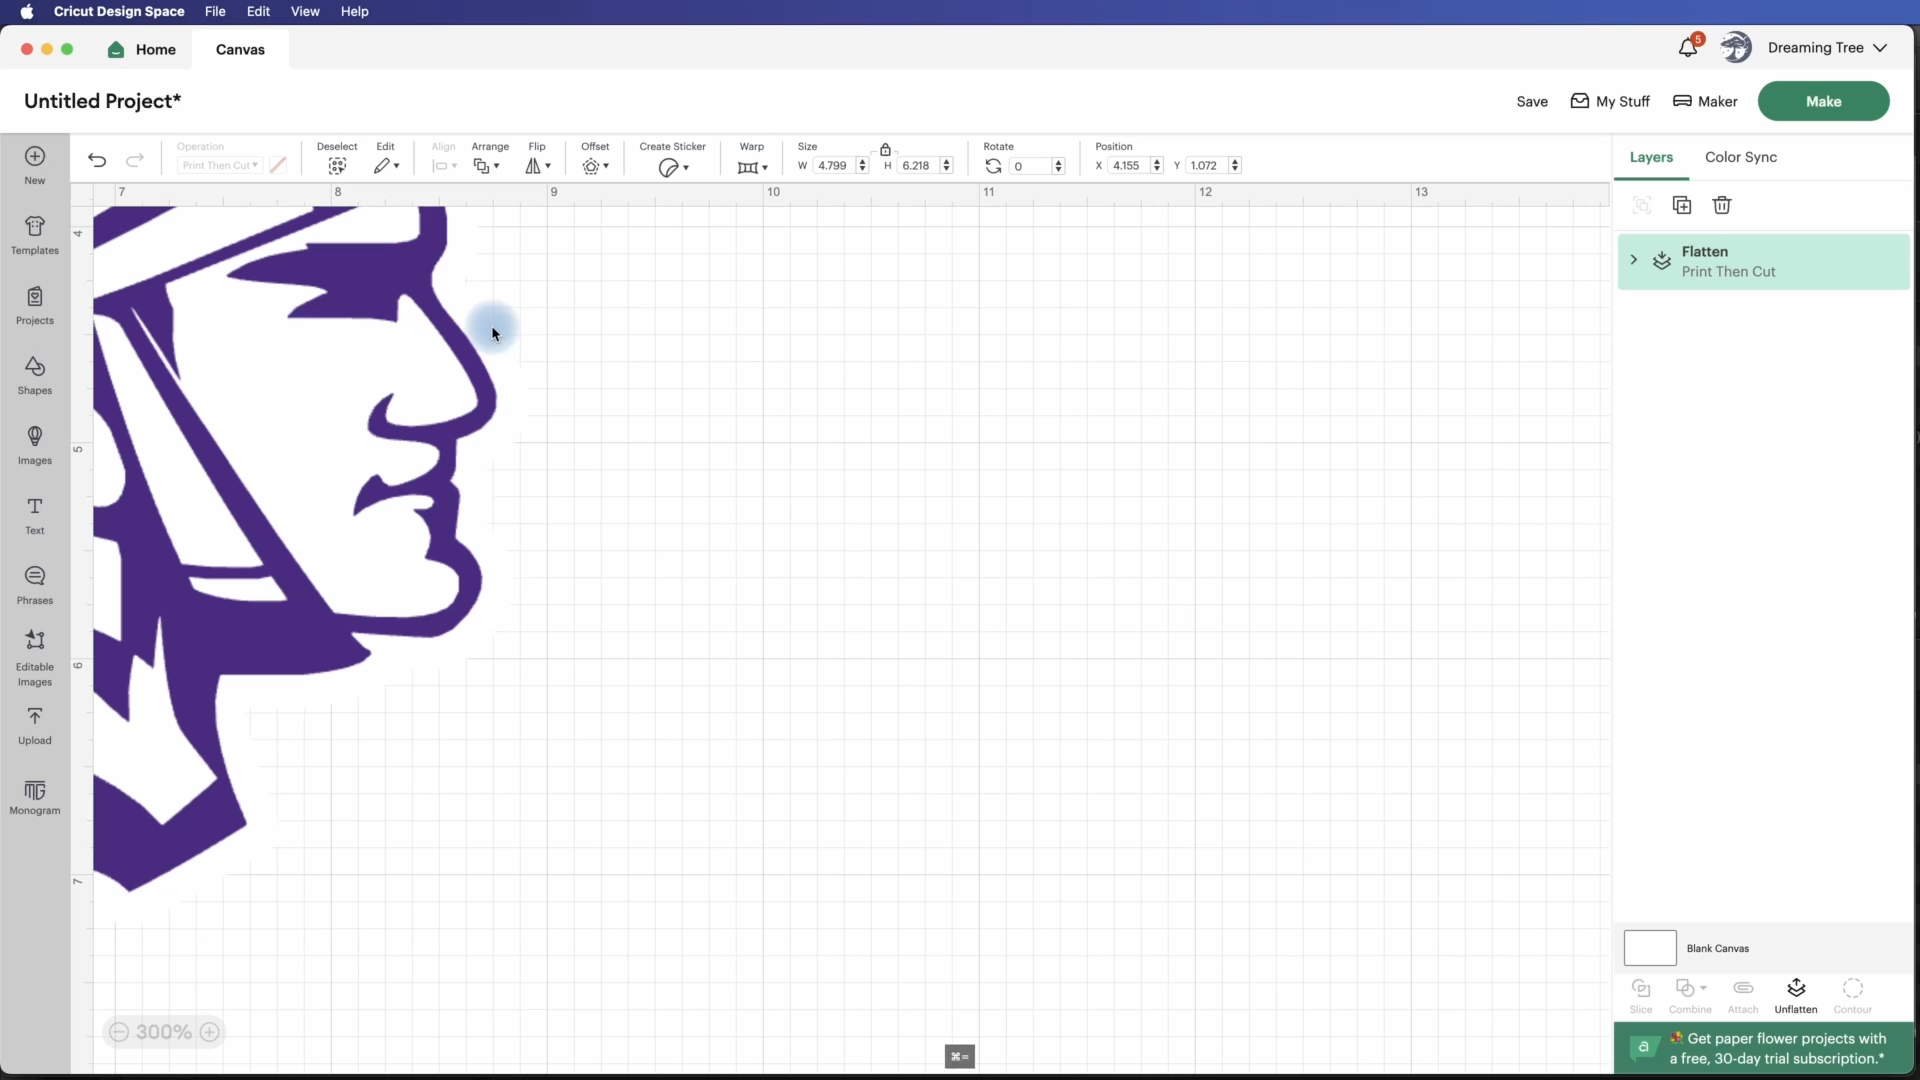 Cricut Design Space File Edit View Help
Home Canvas 5 Dreaming Tree
Untitled Project* Save My Stuff Maker Make
Operation Deselect Edit Align Arrange Flip Offset Create Sticker Warp Size Rotate Position
Print Then Cut W 4.799 H 6.218 0 X 4.155 Y 1.072
7 8 9 10 11 12 13
4
5
6
7
New
Templates
Projects
Shapes
Images
Text
Phrases
Editable
Images
Upload
MG
Monogram
300%
⌘=
Layers Color Sync
Flatten
Print Then Cut
Blank Canvas
Slice Combine Attach Unflatten Contour
a
Get paper flower projects with
a free, 30-day trial subscription.*